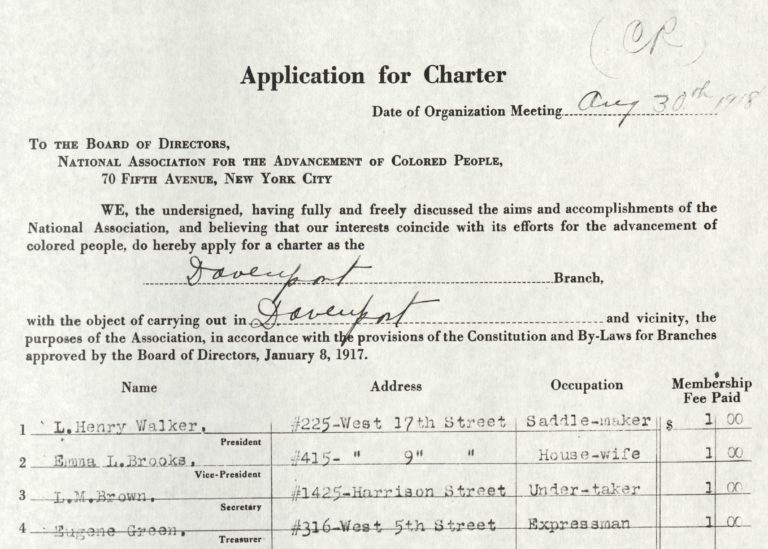 (CR)
Application for Charter
Date of Organization Meeting Aug 30th 1918
TO THE BOARD OF DIRECTORS,
NATIONAL ASSOCIATION FOR THE ADVANCEMENT OF COLORED PEOPLE,
70 FIFTH AVENUE, NEW YORK CITY
WE, the undersigned, having fully and freely discussed the aims and accomplishments of the
National Association, and believing that our interests coincide with its efforts for the advancement of
colored people, do hereby apply for a charter as the
Davenport Branch,
with the object of carrying out in Davenport and vicinity, the
purposes of the Association, in accordance with the provisions of the Constitution and By-Laws for Branches
approved by the Board of Directors, January 8, 1917.
Name Address Occupation Membership Fee Paid
1 L.Henry Walker, #225-West 17th Street Saddle-maker $ 1 00
President
2 Emma L.Brooks, #415- " 9" " House-wife 1 00
Vice-President
3 L.M.Brown, #1425-Harrison Street Under-taker 1 00
Secretary
4 Eugene Green, #316-West 5th Street Expressman 1 00
Treasurer